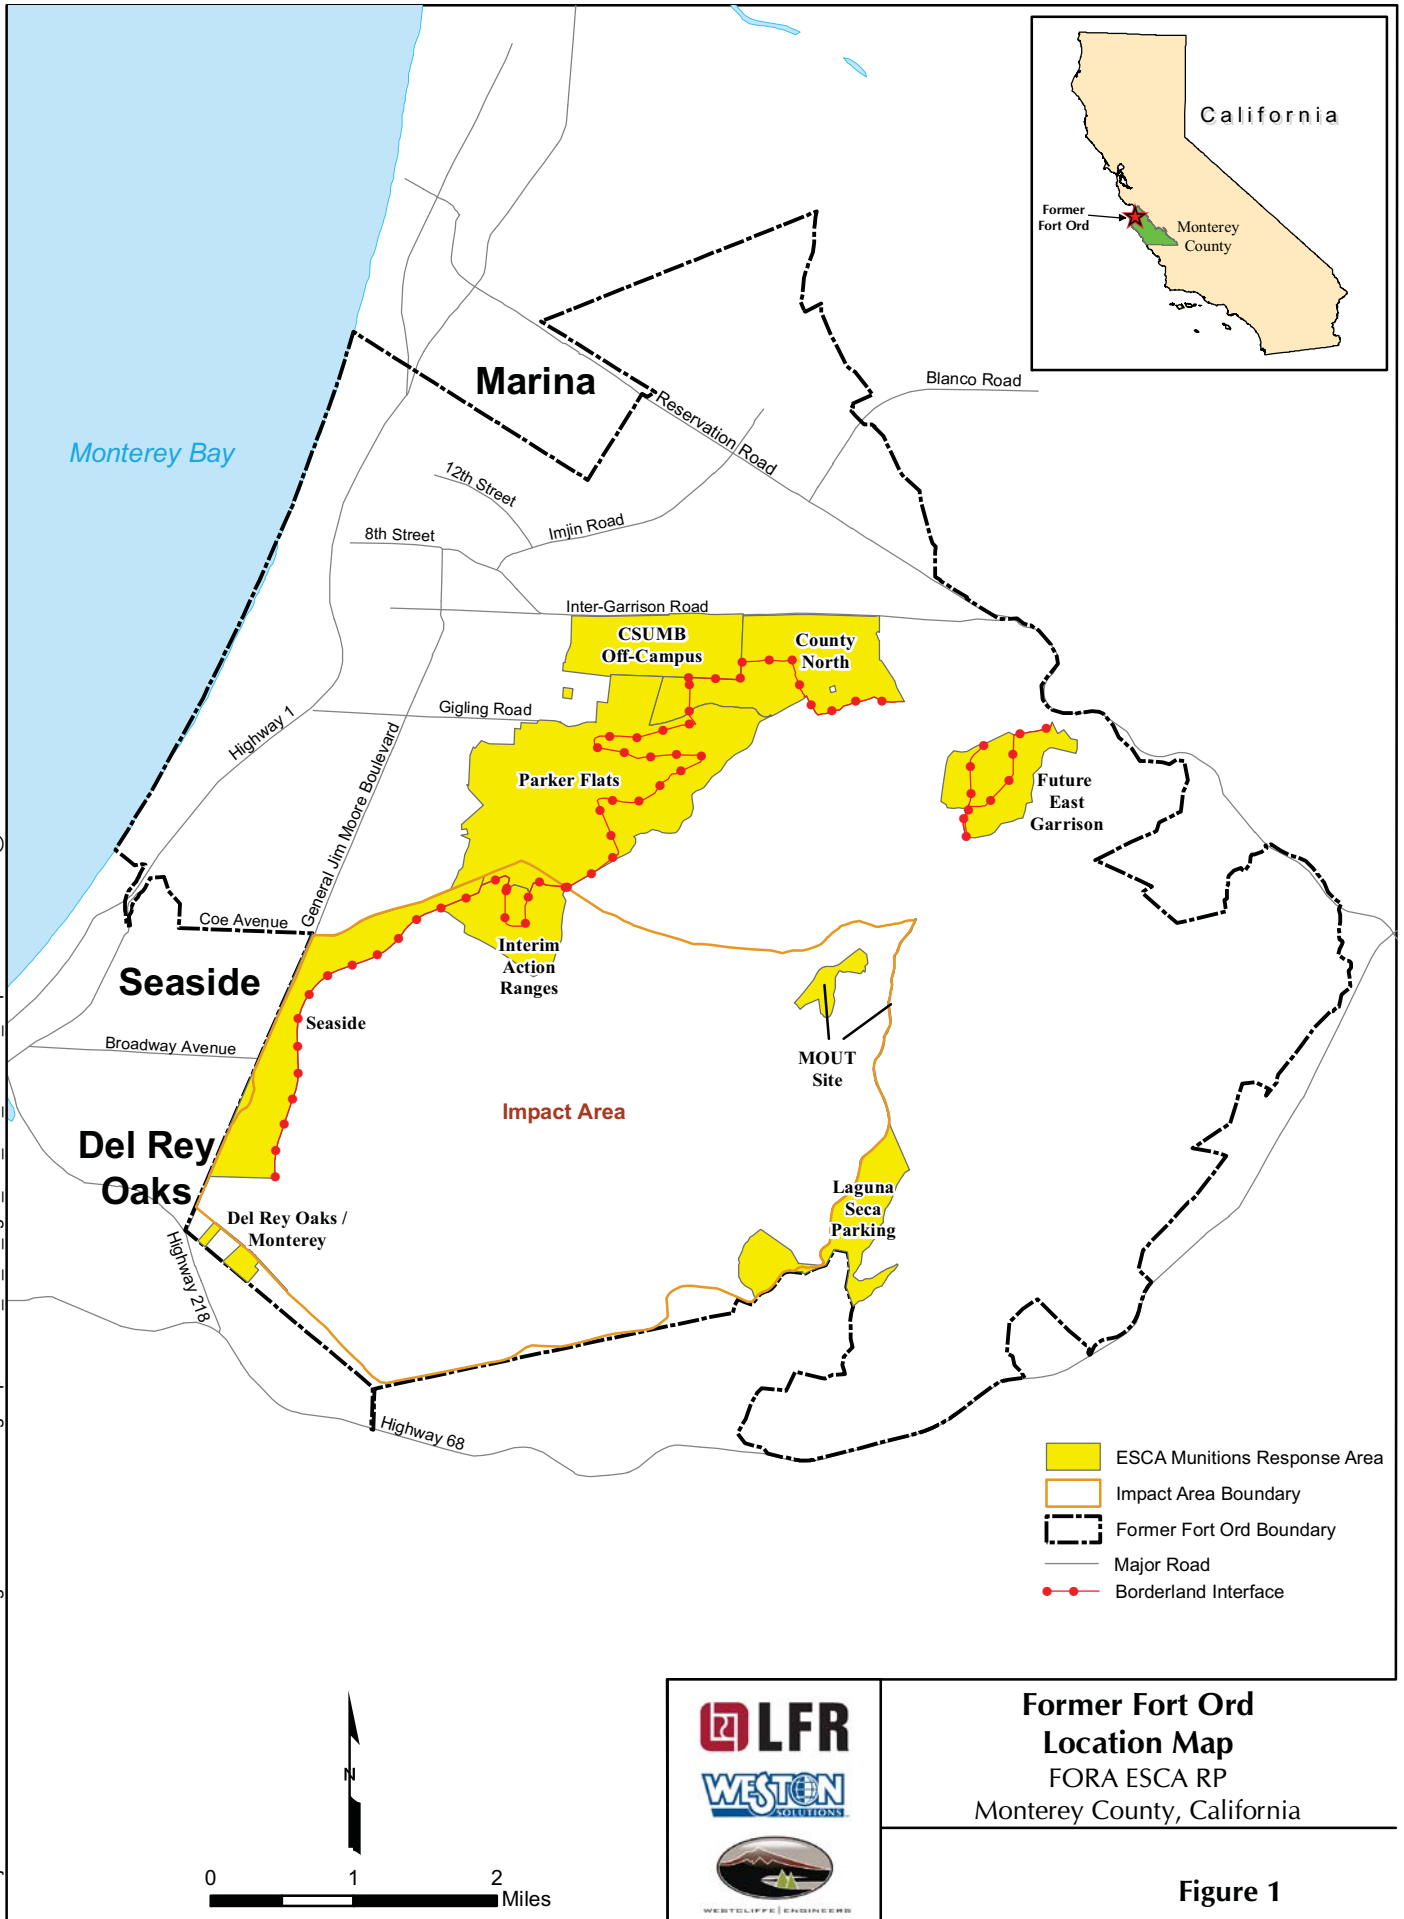 California
Former
Fort Ord
Monterey
County
Marina
Blanco Road
Reservation Road
Monterey Bay
12th Street
Imjin Road
8th Street
Inter-Garrison Road
CSUMB
Off-Campus
County
North
Gigling Road
Highway 1
General Jim Moore Boulevard
Parker Flats
Future
East
Garrison
Coe Avenue
Interim
Action
Ranges
Seaside
Seaside
MOUT
Site
Broadway Avenue
Impact Area
Del Rey
Oaks
Laguna
Seca
Parking
Del Rey Oaks /
Monterey
Highway 218
Highway 68
ESCA Munitions Response Area
Impact Area Boundary
Former Fort Ord Boundary
Major Road
Borderland Interface
N
0 1 2
Miles
LFR
WESTON
SOLUTIONS
WESTCLIFFE | ENGINEERS
Former Fort Ord
Location Map
FORA ESCA RP
Monterey County, California
Figure 1